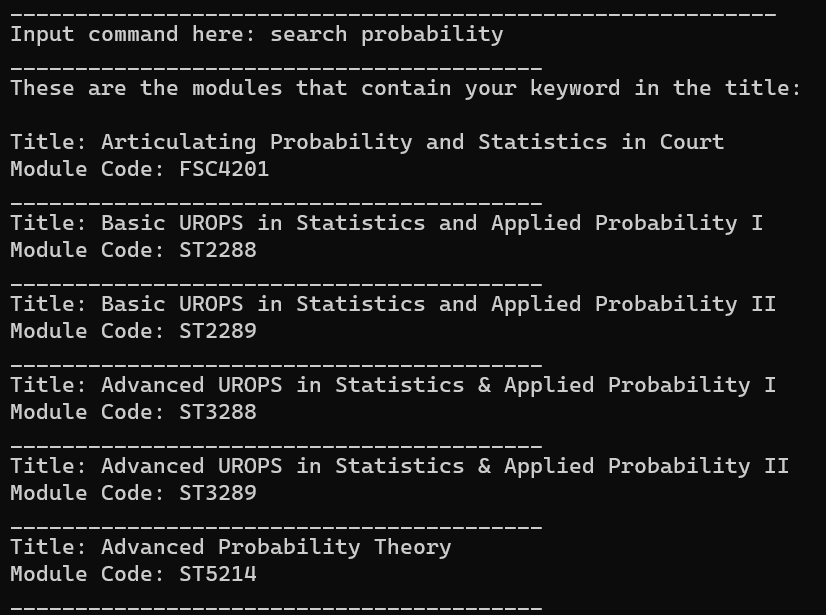 ___________________________________________________________
Input command here: search probability
_________________________________________
These are the modules that contain your keyword in the title:

Title: Articulating Probability and Statistics in Court
Module Code: FSC4201
_________________________________________
Title: Basic UROPS in Statistics and Applied Probability I
Module Code: ST2288
_________________________________________
Title: Basic UROPS in Statistics and Applied Probability II
Module Code: ST2289
_________________________________________
Title: Advanced UROPS in Statistics & Applied Probability I
Module Code: ST3288
_________________________________________
Title: Advanced UROPS in Statistics & Applied Probability II
Module Code: ST3289
_________________________________________
Title: Advanced Probability Theory
Module Code: ST5214
_________________________________________